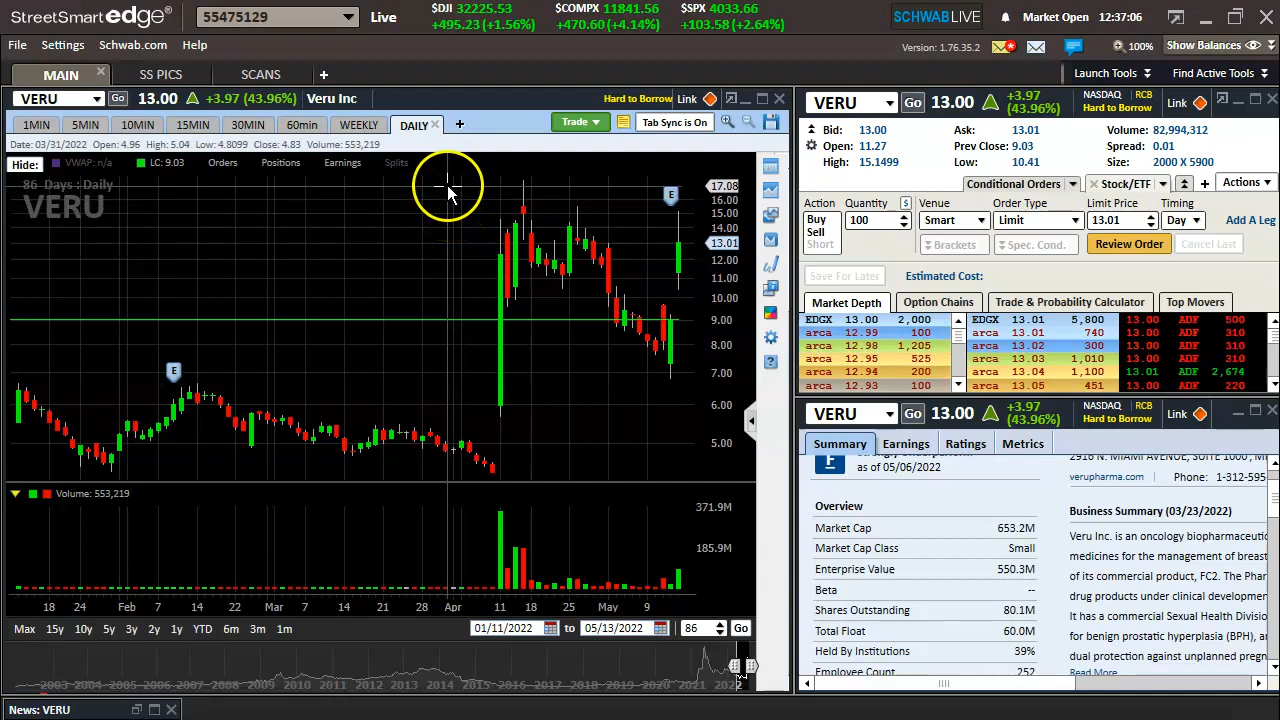 StreetSmart edge®
55475129
Live
$DJI 32225.53
+495.23 (+1.56%)
$COMPX 11841.56
+470.60 (+4.14%)
$SPX 4033.66
+103.58 (+2.64%)
SCHWABLIVE
Market Open
12:37:06
File Settings Schwab.com Help
Version: 1.76.35.2
100%
Show Balances
MAIN SS PICS SCANS +
Launch Tools
Find Active Tools
VERU Go 13.00 +3.97 (43.96%) Veru Inc
Hard to Borrow Link
1MIN 5MIN 10MIN 15MIN 30MIN 60min WEEKLY DAILY +
Trade
Tab Sync is On
Date: 03/31/2022 Open: 4.96 High: 5.04 Low: 4.8099 Close: 4.83 Volume: 553,219
Hide: VWAP: n/a LC: 9.03 Orders Positions Earnings Splits
86 Days : Daily
VERU
E
E
17.08
16.00
15.00
14.00
13.01
12.00
11.00
10.00
9.00
8.00
7.00
6.00
5.00
Volume: 553,219
371.9M
185.9M
18 24 Feb 7 14 22 Mar 7 14 21 28 Apr 11 18 25 May 9
Max 15y 10y 5y 3y 2y 1y YTD 6m 3m 1m
01/11/2022 to 05/13/2022 86 Go
2003 2004 2005 2006 2007 2008 2009 2010 2011 2012 2013 2014 2015 2016 2017 2018 2019 2020 2021
News: VERU
VERU Go 13.00 +3.97 (43.96%)
NASDAQ RCB
Hard to Borrow
Link
Bid: 13.00 Ask: 13.01 Volume: 82,994,312
Open: 11.27 Prev Close: 9.03 Spread: 0.01
High: 15.1499 Low: 10.41 Size: 2000 X 5900
Conditional Orders Stock/ETF + Actions
Action Quantity $ Venue Order Type Limit Price Timing
Buy
Sell
Short
100 Smart Limit 13.01 Day Add A Leg
Brackets Spec. Cond. Review Order Cancel Last
Save For Later Estimated Cost:
Market Depth Option Chains Trade & Probability Calculator Top Movers
EDGX 13.00 2,000 EDGX 13.01 5,800 13.00 ADF 500
arca 12.99 100 arca 13.01 740 13.00 ADF 310
arca 12.98 1,205 arca 13.02 300 13.00 ADF 310
arca 12.95 525 arca 13.03 1,010 13.00 ADF 310
arca 12.94 200 arca 13.04 1,100 13.01 ADF 2,674
arca 12.93 100 arca 13.05 451 13.00 ADF 220
VERU Go 13.00 +3.97 (43.96%)
NASDAQ RCB
Hard to Borrow
Link
Summary Earnings Ratings Metrics
F
as of 05/06/2022
Overview
Market Cap 653.2M
Market Cap Class Small
Enterprise Value 550.3M
Beta --
Shares Outstanding 80.1M
Total Float 60.0M
Held By Institutions 39%
Employee Count 252
2916 N. MIAMI AVENUE, SUITE 1000
verupharma.com Phone: 1-312-595
Business Summary (03/23/2022)
Veru Inc. is an oncology biopharmaceutic
medicines for the management of breast
of its commercial product, FC2. The Phar
drug products under clinical developmen
It has a commercial Sexual Health Divisio
for benign prostatic hyperplasia (BPH), an
dual protection against unplanned pregn
Read More